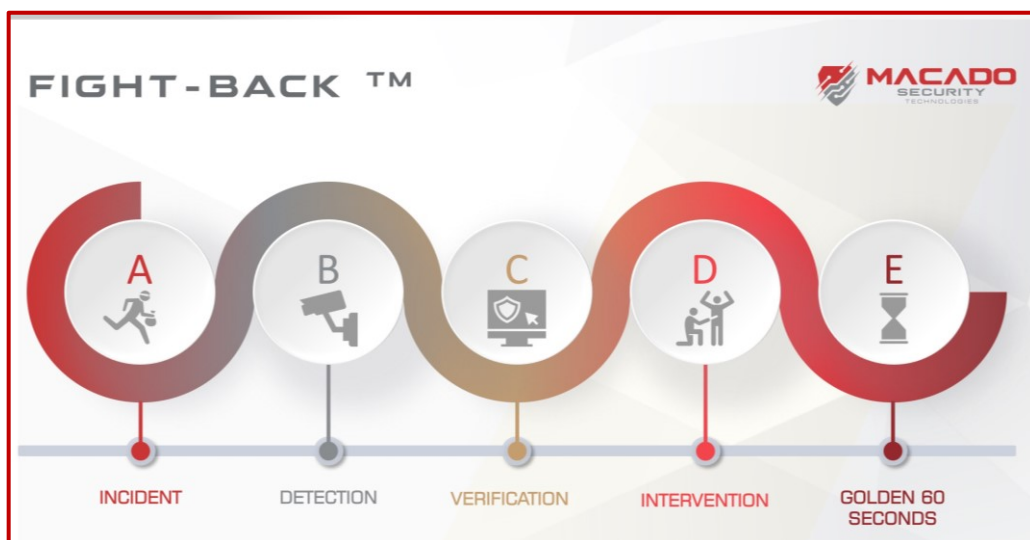 FIGHT-BACK ™
MACADO
SECURITY
TECHNOLOGIES
A
B
C
D
E
INCIDENT
DETECTION
VERIFICATION
INTERVENTION
GOLDEN 60
SECONDS